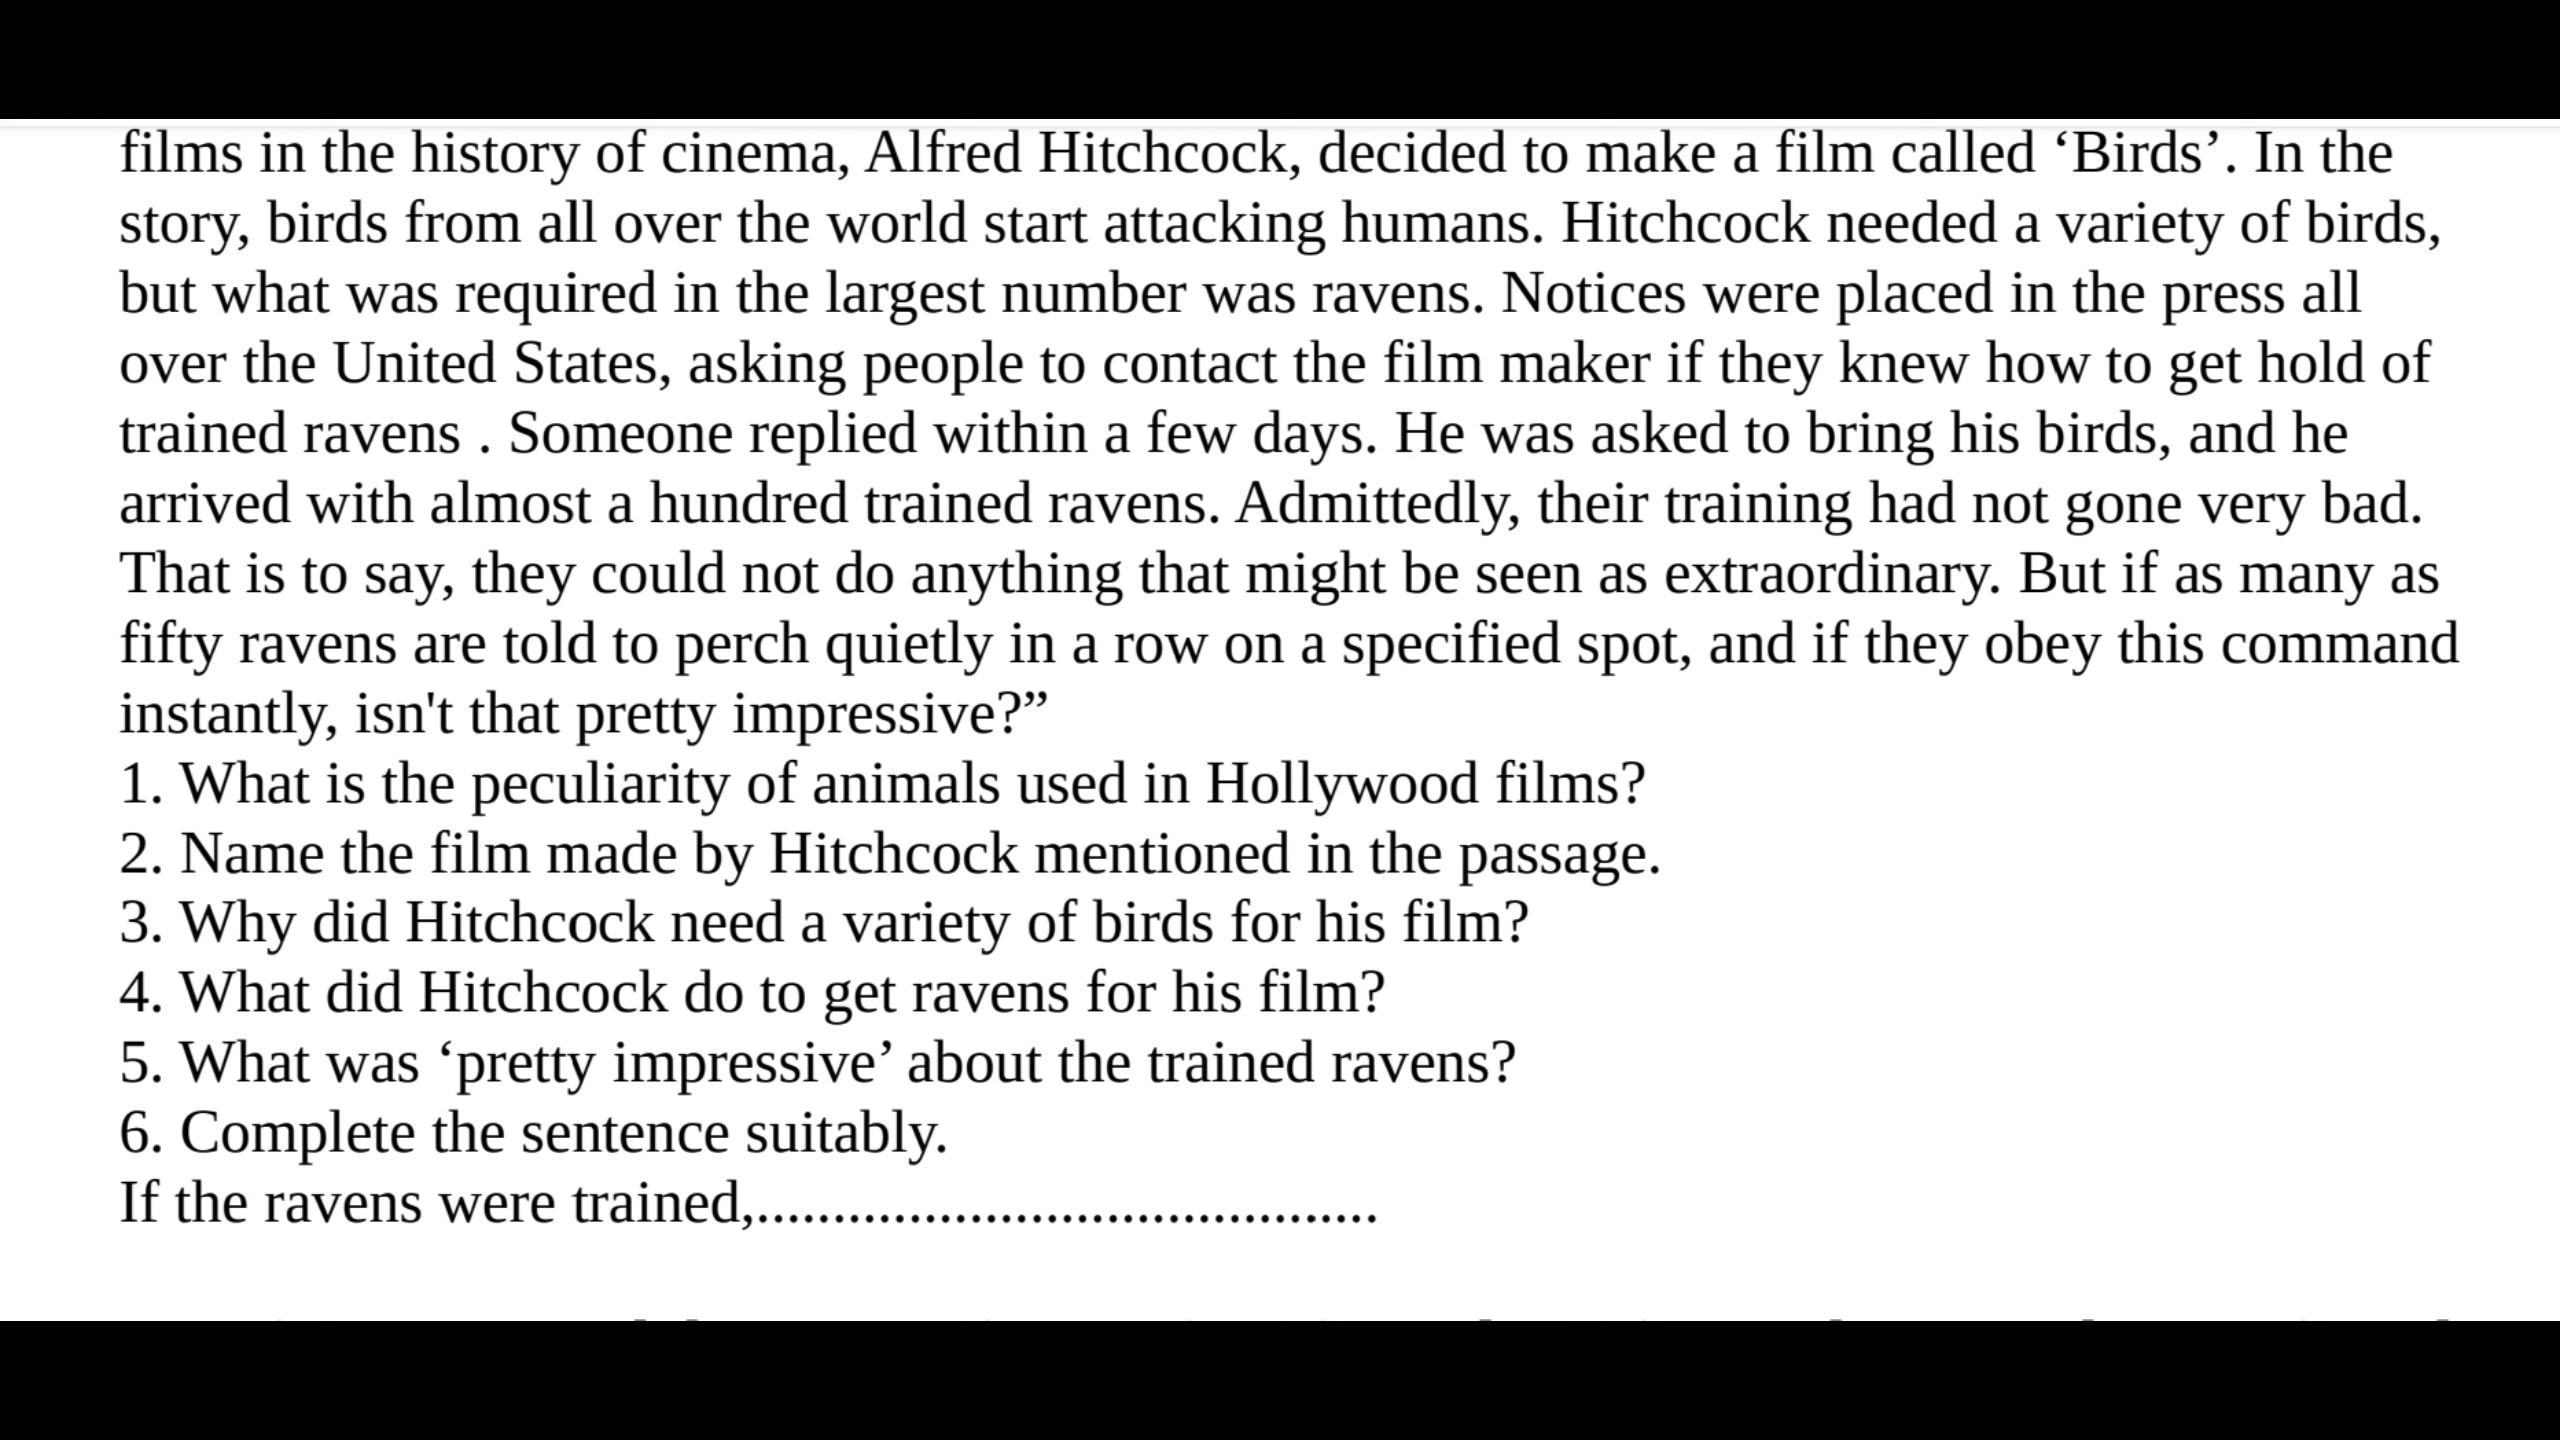 films in the history of cinema, Alfred Hitchcock, decided to make a film called ‘Birds’. In the
story, birds from all over the world start attacking humans. Hitchcock needed a variety of birds,
but what was required in the largest number was ravens. Notices were placed in the press all
over the United States, asking people to contact the film maker if they knew how to get hold of
trained ravens . Someone replied within a few days. He was asked to bring his birds, and he
arrived with almost a hundred trained ravens. Admittedly, their training had not gone very bad.
That is to say, they could not do anything that might be seen as extraordinary. But if as many as
fifty ravens are told to perch quietly in a row on a specified spot, and if they obey this command
instantly, isn't that pretty impressive?”
1. What is the peculiarity of animals used in Hollywood films?
2. Name the film made by Hitchcock mentioned in the passage.
3. Why did Hitchcock need a variety of birds for his film?
4. What did Hitchcock do to get ravens for his film?
5. What was ‘pretty impressive’ about the trained ravens?
6. Complete the sentence suitably.
If the ravens were trained,.........................................